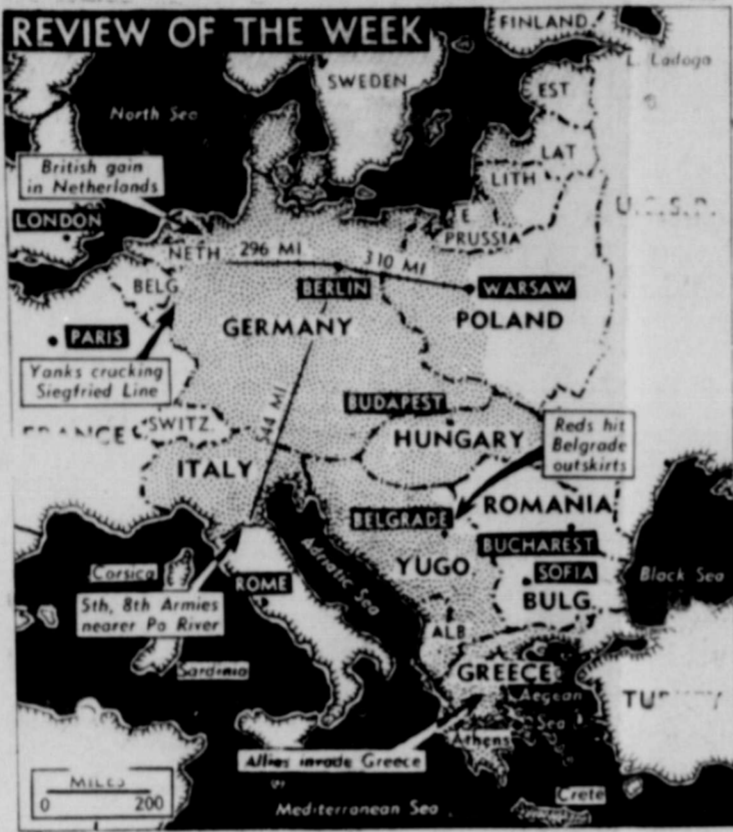 REVIEW OF THE WEEK
FINLAND
L. Ladoga
SWEDEN
EST
North Sea
LAT
British gain
in Netherlands
LITH
U.S.S.R.
LONDON
E.
PRUSSIA
NETH
296 MI
310 MI
BELG
BERLIN
WARSAW
GERMANY
POLAND
PARIS
Yanks cracking
Siegfried Line
544 MI
BUDAPEST
SWITZ.
FRANCE
HUNGARY
Reds hit
Belgrade
outskirts
ITALY
ROMANIA
BELGRADE
BUCHAREST
Adriatic Sea
YUGO
SOFIA
Black Sea
Corsica
ROME
BULG
5th, 8th Armies
nearer Po River
ALB
Sardinia
GREECE
Aegean
Sea
TURKEY
Athens
Allies invade Greece
MILES
0 200
Crete
Mediterranean Sea